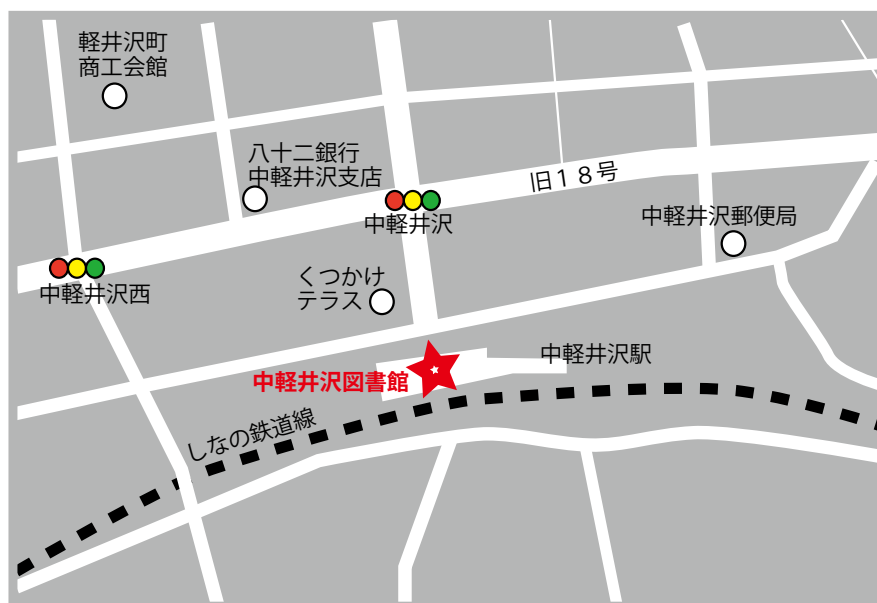 軽井沢町
商工会館
八十二銀行
中軽井沢支店
旧１８号
中軽井沢
中軽井沢郵便局
くつかけ
テラス
中軽井沢西
中軽井沢駅
中軽井沢図書館
しなの鉄道線